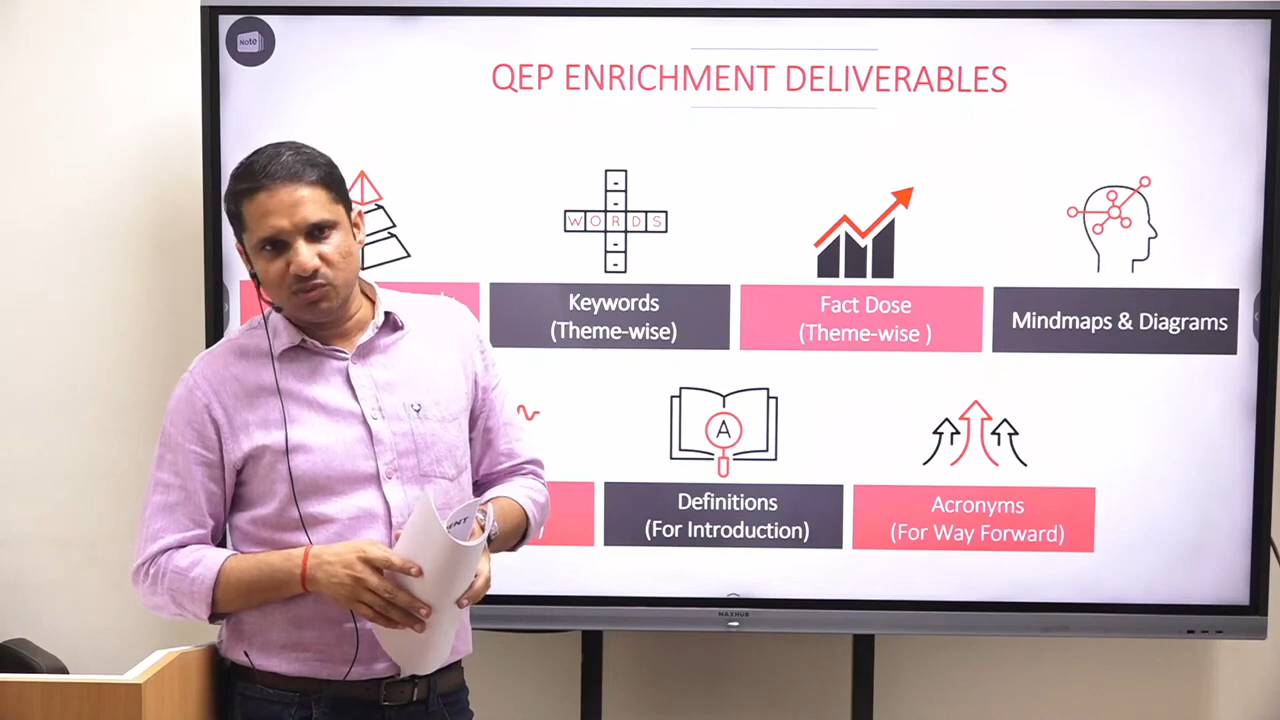 Note
QEP ENRICHMENT DELIVERABLES
WORDS
Keywords
(Theme-wise)
Fact Dose
(Theme-wise )
Mindmaps & Diagrams
A
Definitions
(For Introduction)
Acronyms
(For Way Forward)
MAXHUB